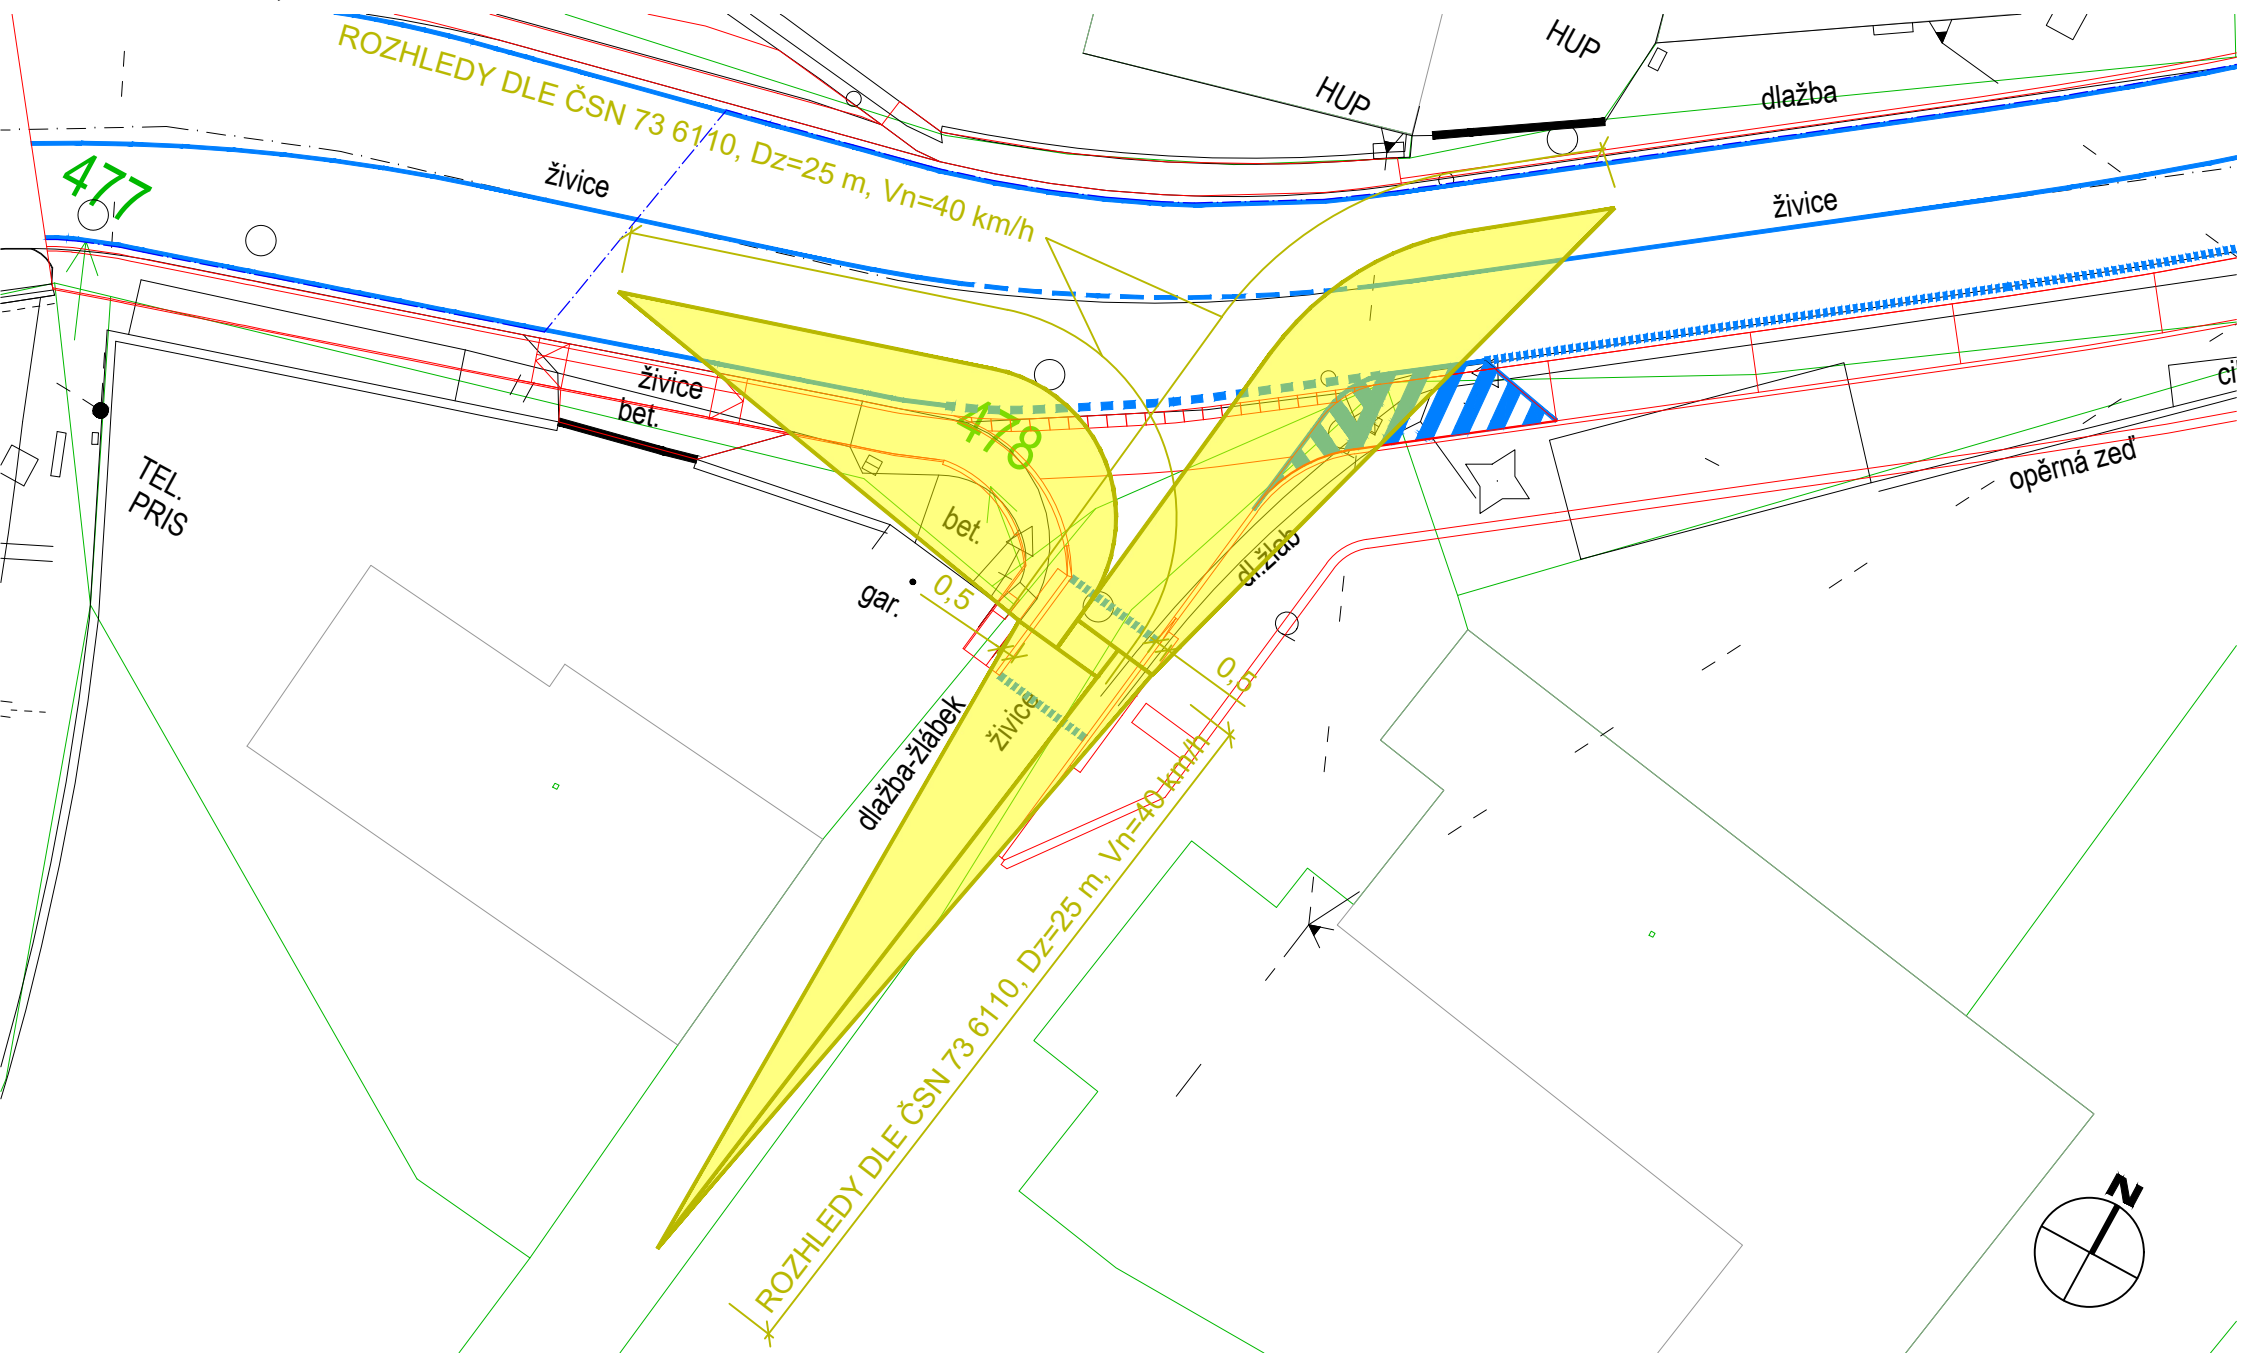 HUP
HUP
ROZHLEDY DLE ČSN 73 6110, Dz=25 m, Vn=40 km/h
dlažba
477
živice
živice
živice
bet.
478
ci
opěrná zeď
TEL.
PRIS
bet.
dl.žlab
gar.
0,5
0,5
živice
dlažba-žlábek
ROZHLEDY DLE ČSN 73 6110, Dz=25 m, Vn=40 km/h
N